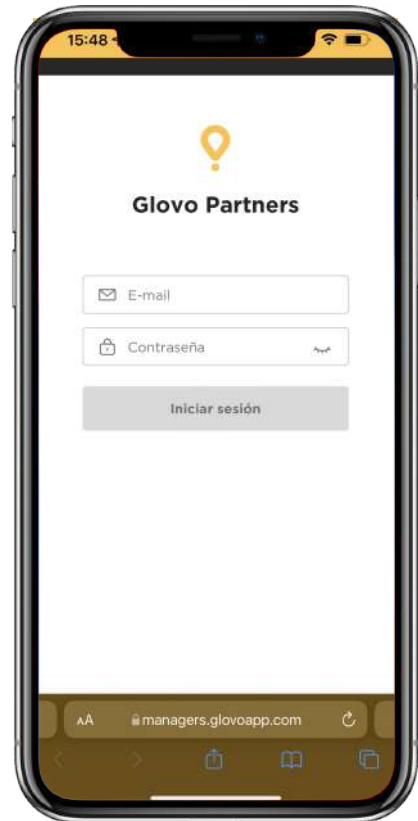 15:48
Glovo Partners
E-mail
Contraseña
Iniciar sesión
AA managers.glovoapp.com